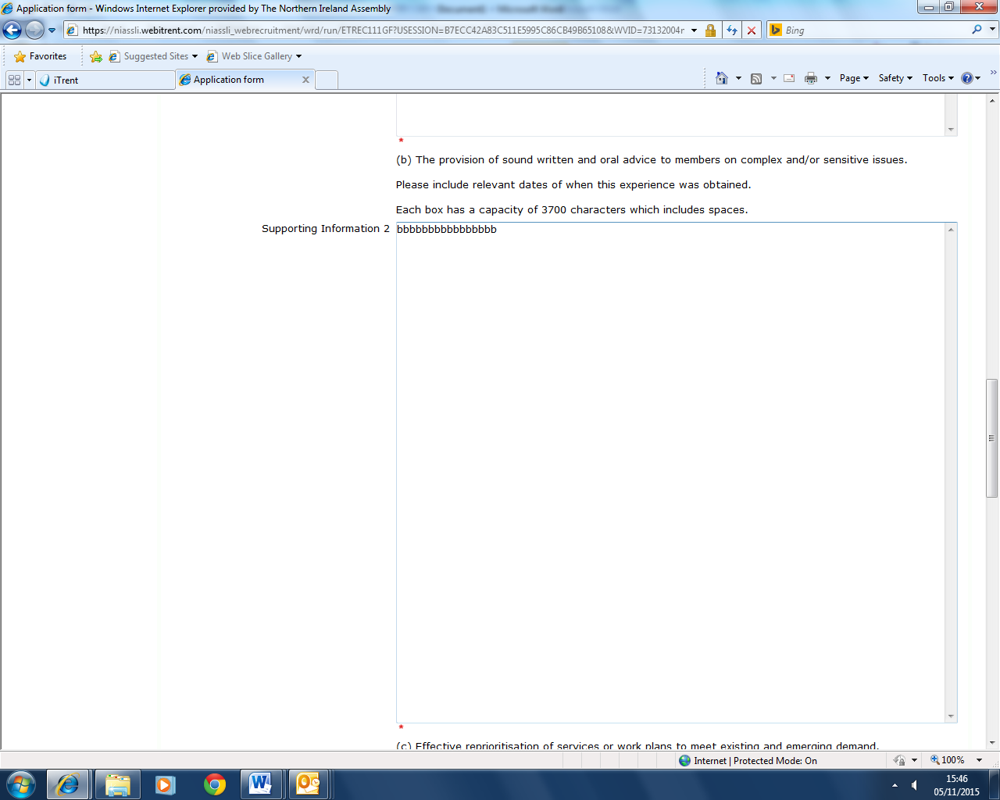 Application form - Windows Internet Explorer provided by The Northern Ireland Assembly
https://niassli.webitrent.com/niassli_webrecruitment/wrd/run/ETREC111GF?USESSION=B7ECC42A83C511E5995C86CB49B65108&WVID=73132004r
Bing
Favorites
Suggested Sites
Web Slice Gallery
iTrent
Application form
Page
Safety
Tools
*
(b) The provision of sound written and oral advice to members on complex and/or sensitive issues.
Please include relevant dates of when this experience was obtained.
Each box has a capacity of 3700 characters which includes spaces.
Supporting Information 2
bbbbbbbbbbbbbbbb
*
(c) Effective reprioritisation of services or work plans to meet existing and emerging demand.
Internet | Protected Mode: On
100%
15:46
05/11/2015